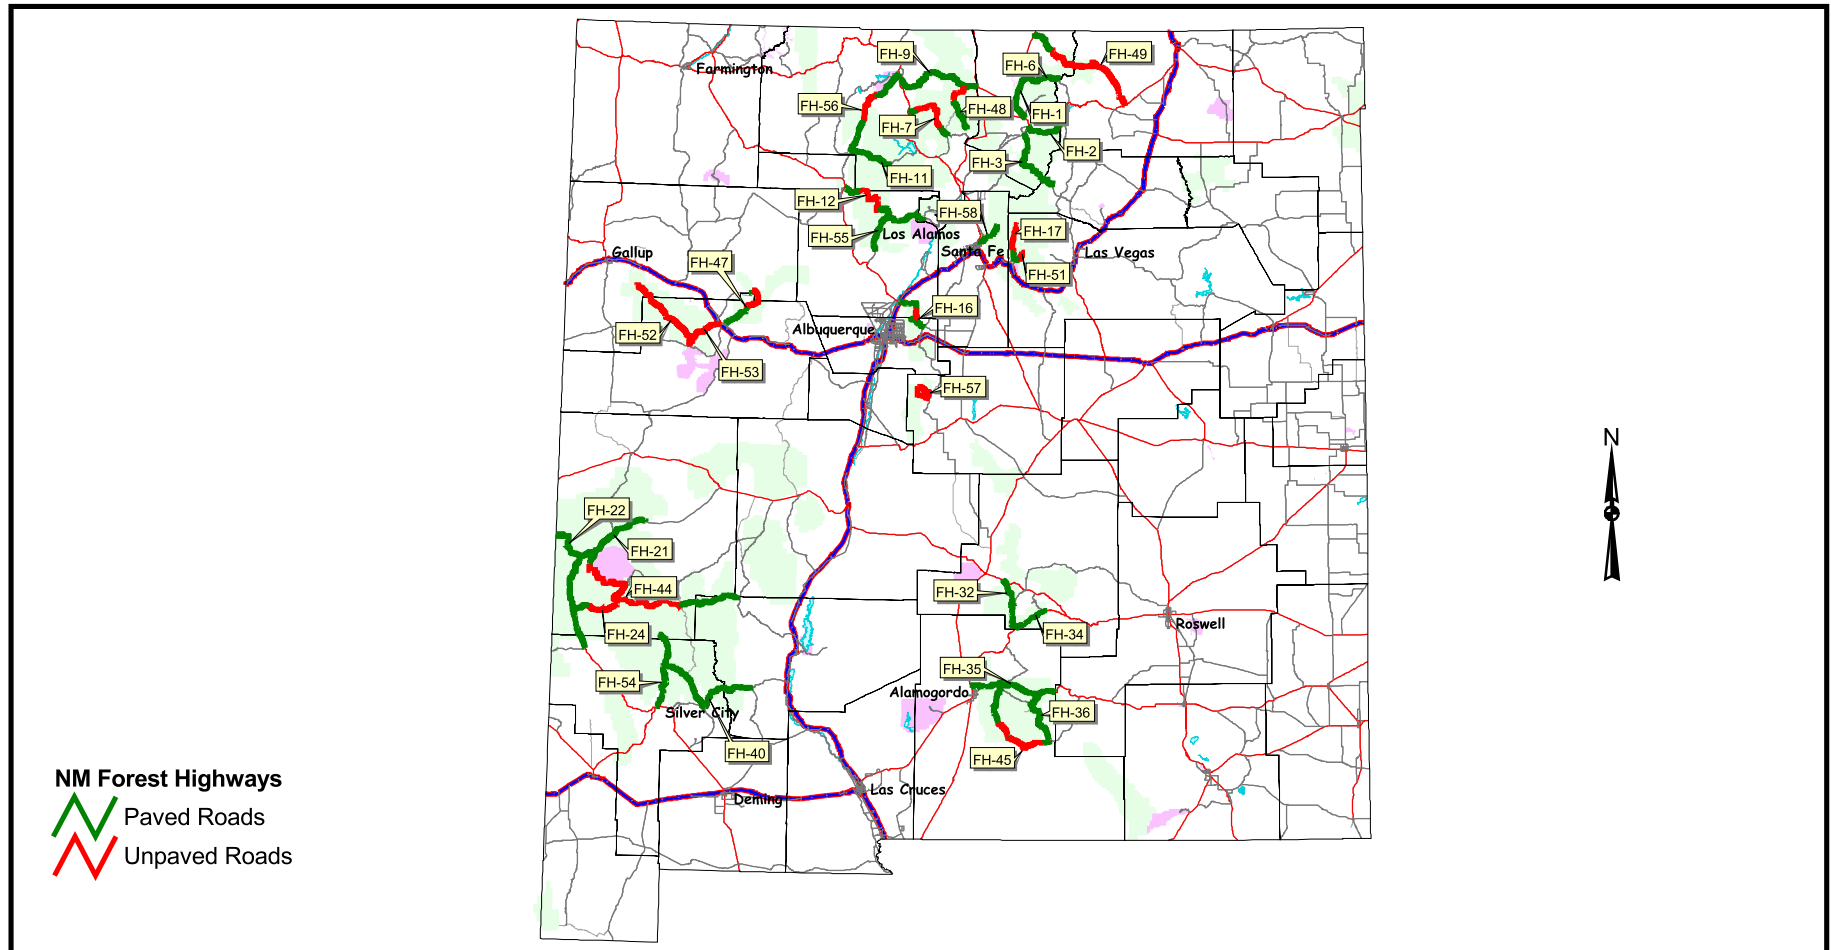 FH-9
FH-6
FH-49
Farmington
FH-56
FH-48
FH-1
FH-7
FH-2
FH-3
FH-11
FH-12
FH-58
FH-55
Los Alamos
FH-17
Santa Fe
Las Vegas
Gallup
FH-47
FH-51
FH-16
Albuquerque
FH-52
FH-53
FH-57
N
FH-22
FH-21
FH-44
FH-32
FH-24
FH-34
Roswell
FH-35
FH-54
Alamogordo
Silver City
FH-36
FH-40
FH-45
NM Forest Highways
Paved Roads
Unpaved Roads
Deming
Las Cruces